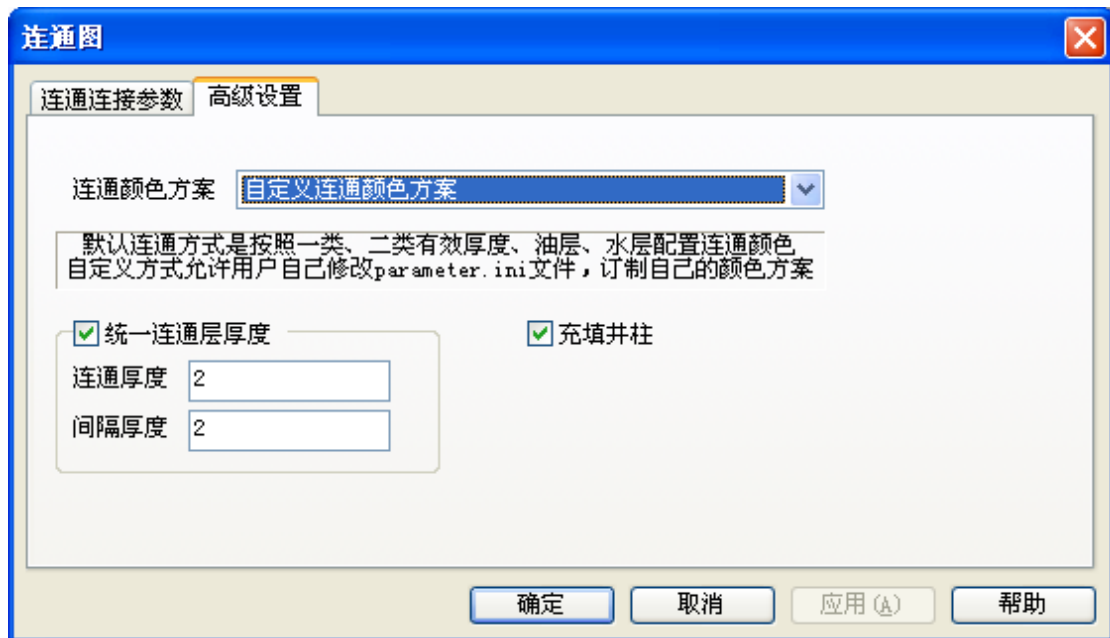 连通图
连通连接参数 高级设置
连通颜色方案 自定义连通颜色方案
默认连通方式是按照一类、二类有效厚度、油层、水层配置连通颜色
自定义方式允许用户自己修改parameter.ini文件，订制自己的颜色方案
统一连通层厚度 充填井柱
连通厚度 2
间隔厚度 2
确定 取消 应用(A) 帮助